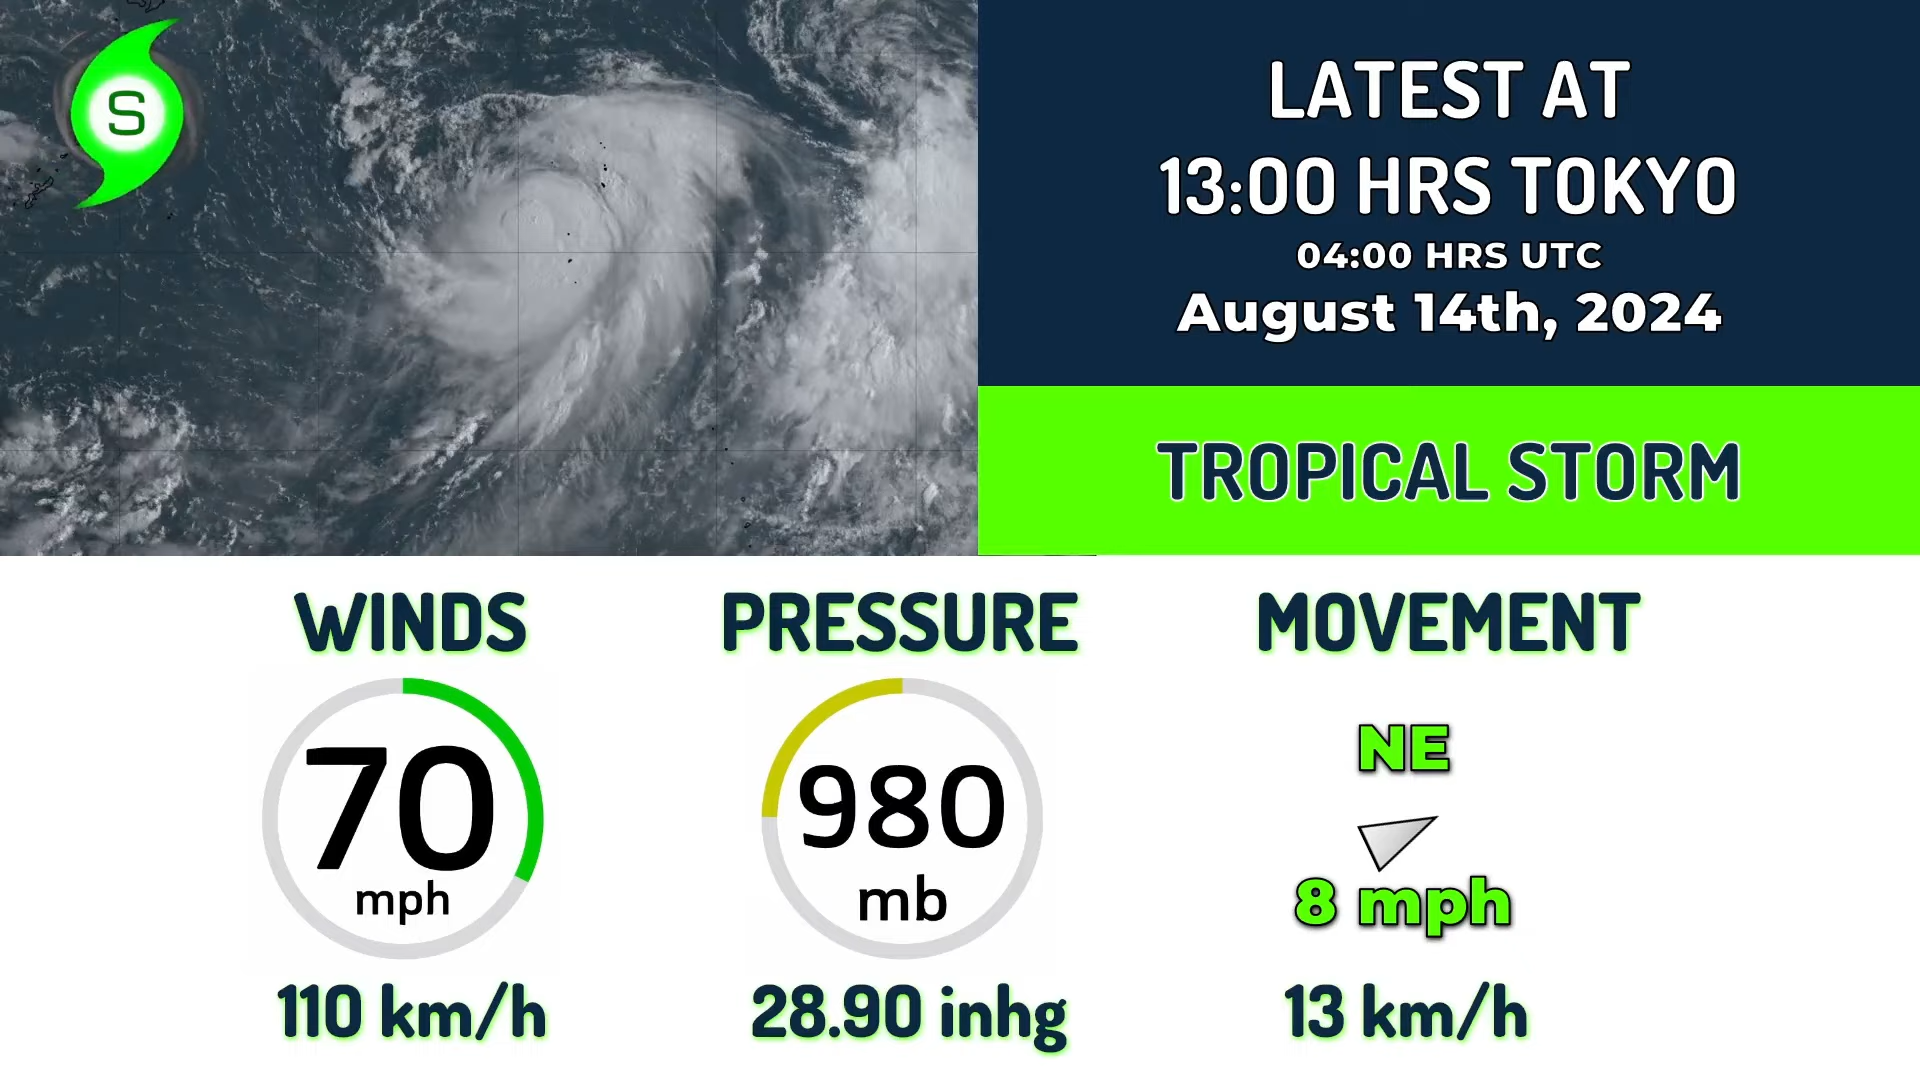 S
LATEST AT
13:00 HRS TOKYO
04:00 HRS UTC
August 14th, 2024
TROPICAL STORM
WINDS
70
mph
110 km/h
PRESSURE
980
mb
28.90 inhg
MOVEMENT
NE
8 mph
13 km/h